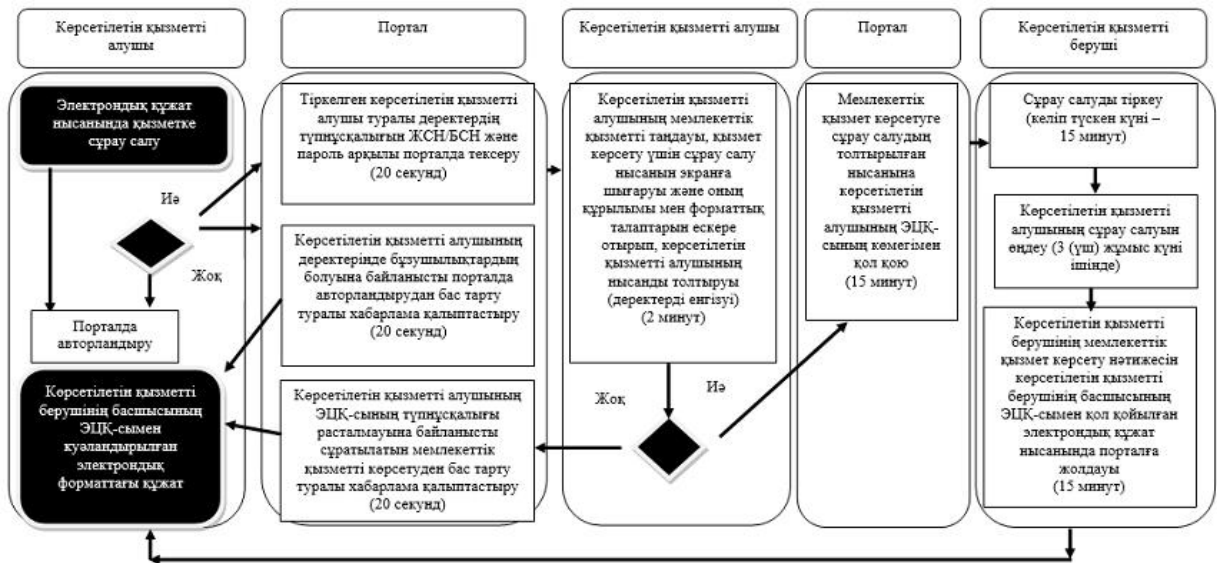 Көрсетілетін қызметті
алушы
Портал
Көрсетілетін қызметті алушы
Портал
Көрсетілетін қызметті
беруші
Электрондық құжат
нысанында қызметке
сұрау салу
Иә
Жоқ
Порталда
авторландыру
Көрсетілетін қызметті
берушінің басшысының
ЭЦҚ-сымен
куәландырылған
электрондық
форматтағы құжат
Тіркелген көрсетілетін қызметті
алушы туралы деректердің
түпнұсқалығын ЖСН/БСН және
пароль арқылы порталда тексеру
(20 секунд)
Көрсетілетін қызметті алушының
деректерінде бұзушылықтардың
болуына байланысты порталда
авторландырудан бас тарту
туралы хабарлама қалыптастыру
(20 секунд)
Көрсетілетін қызметті алушының
ЭЦҚ-сының түпнұсқалығы
расталмауына байланысты
сұратылатын мемлекеттік
қызметті көрсетуден бас тарту
туралы хабарлама қалыптастыру
(20 секунд)
Көрсетілетін қызметті
алушының мемлекеттік
қызметті таңдауы, қызмет
көрсету үшін сұрау салу
нысанын экранға
шығаруы және оның
құрылымы мен форматтық
талаптарын ескере
отырып, көрсетілетін
қызметті алушының
нысанды толтыруы
(деректерді енгізуі)
(2 минут)
Жоқ
Иә
Мемлекеттік
қызмет көрсетуге
сұрау салудың
толтырылған
нысанына
көрсетілетін
қызметті
алушының ЭЦҚ-
сының көмегімен
қол қою
(15 минут)
Сұрау салуды тіркеу
(келіп түскен күні –
15 минут)
Көрсетілетін қызметті
алушының сұрау салуын
өңдеу (3 (үш) жұмыс күні
ішінде)
Көрсетілетін қызметті
берушінің мемлекеттік
қызмет көрсету нәтижесін
көрсетілетін қызметті
берушінің басшысының
ЭЦҚ-сымен қол қойылған
электрондық құжат
нысанында порталға
жолдауы
(15 минут)